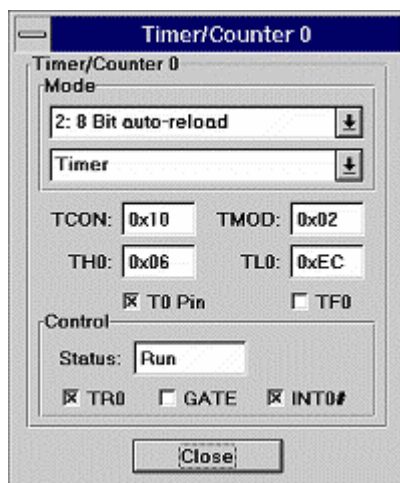 Timer/Counter 0
Timer/Counter 0
Mode
2: 8 Bit auto-reload
Timer
TCON: 0x10 TMOD: 0x02
TH0: 0x06 TL0: 0xEC
T0 Pin TF0
Control
Status: Run
TR0 GATE INT0#
Close